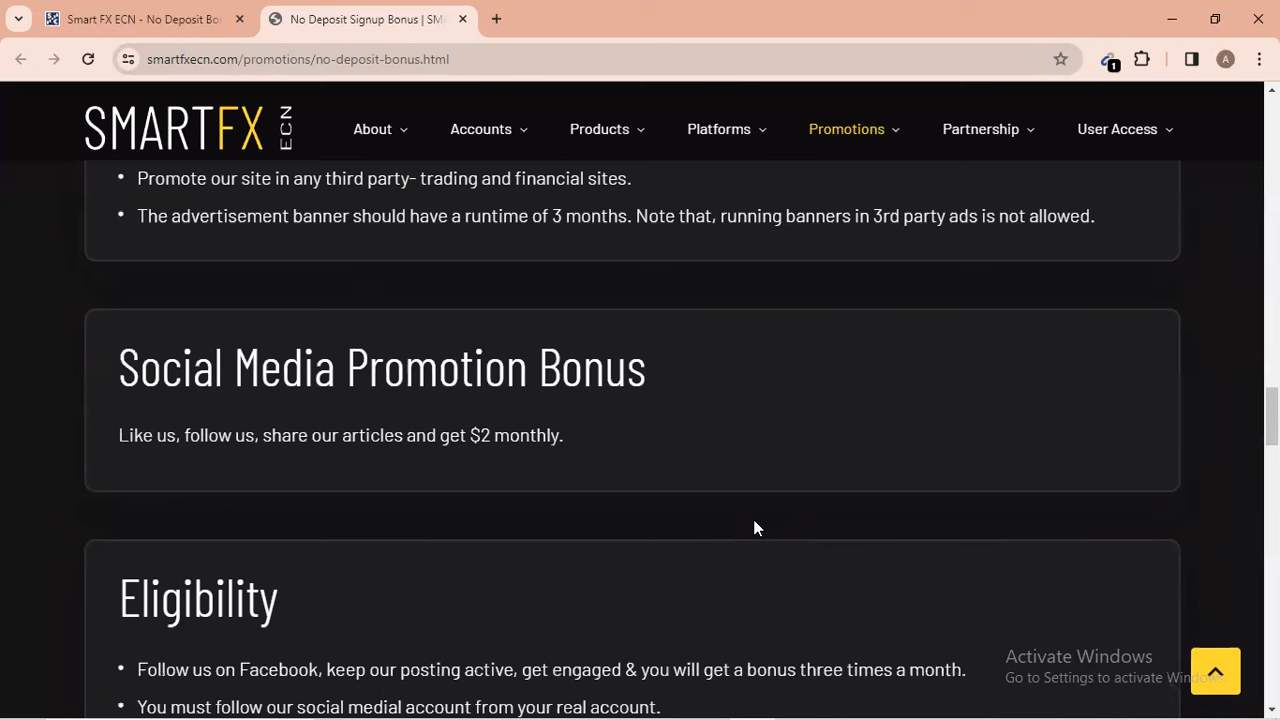 Smart FX ECN - No Deposit Bo
No Deposit Signup Bonus | SM
smartfxecn.com/promotions/no-deposit-bonus.html
1
A
SMARTFX ECN
About
Accounts
Products
Platforms
Promotions
Partnership
User Access
• Promote our site in any third party- trading and financial sites.
• The advertisement banner should have a runtime of 3 months. Note that, running banners in 3rd party ads is not allowed.
Social Media Promotion Bonus
Like us, follow us, share our articles and get $2 monthly.
Eligibility
• Follow us on Facebook, keep our posting active, get engaged & you will get a bonus three times a month.
• You must follow our social medial account from your real account.
Activate Windows
Go to Settings to activate Windows.